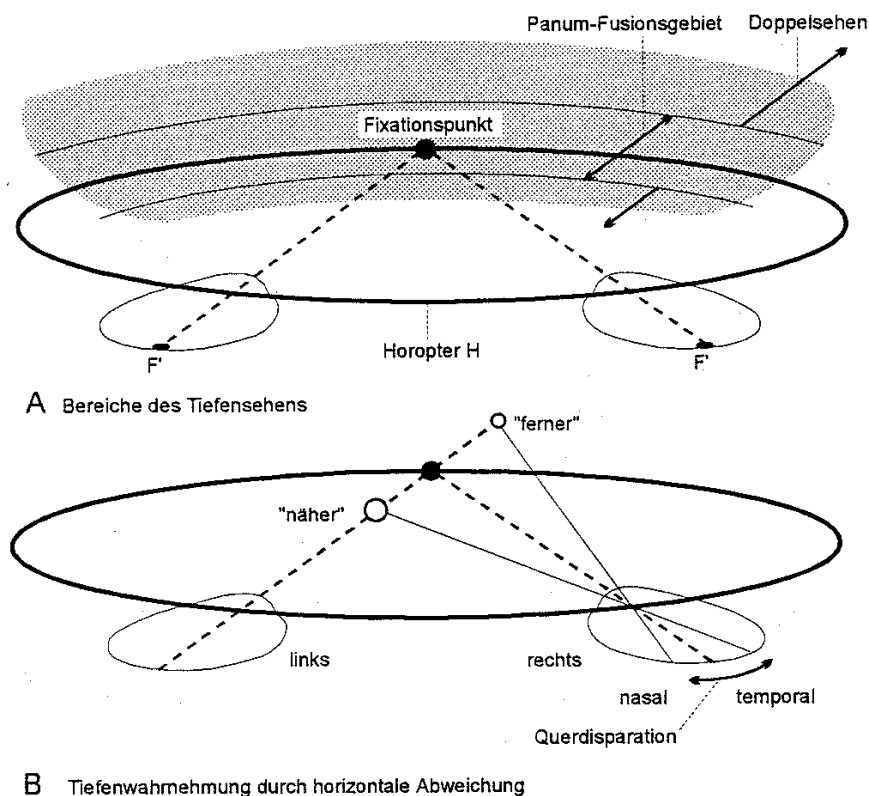 Panum-Fusionsgebiet Doppelsehen
Fixationspunkt
F' Horopter H F'
A Bereiche des Tiefensehens
"ferner"
"näher"
links rechts
nasal temporal
Querdisparation
B Tiefenwahrnehmung durch horizontale Abweichung